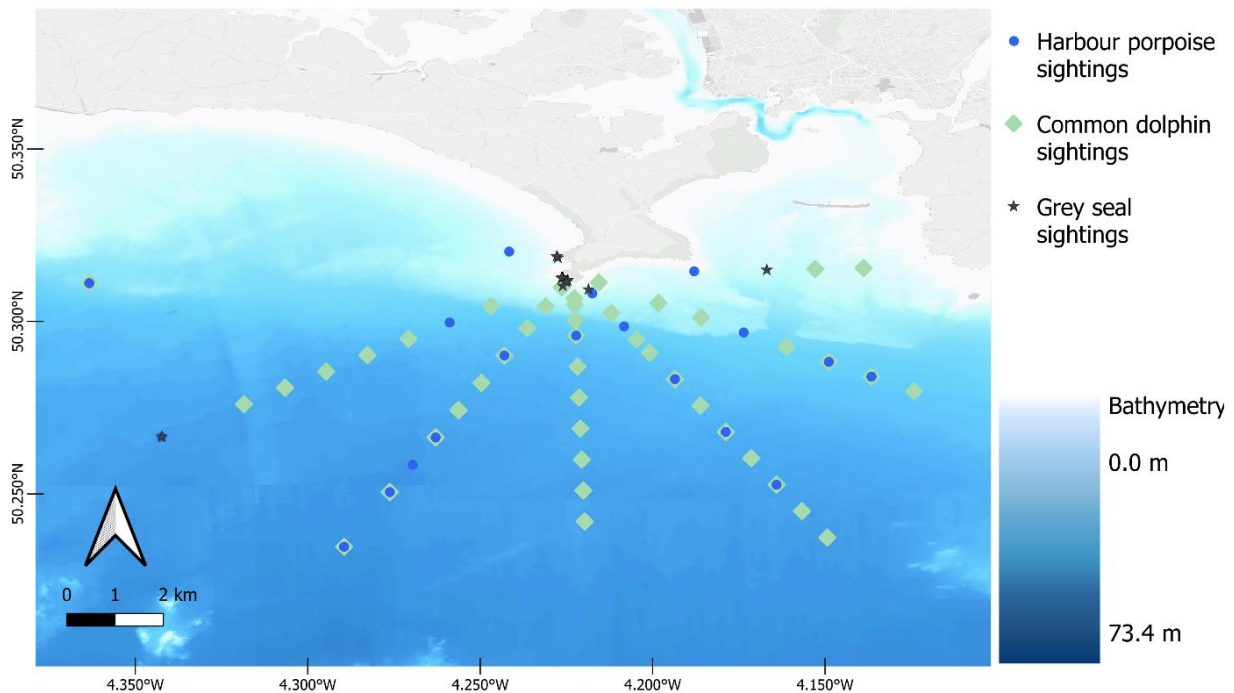 Harbour porpoise
sightings
Common dolphin
sightings
Grey seal
sightings
50.350°N
50.300°N
50.250°N
Bathymetry
0.0 m
73.4 m
0 1 2 km
4.350°W 4.300°W 4.250°W 4.200°W 4.150°W